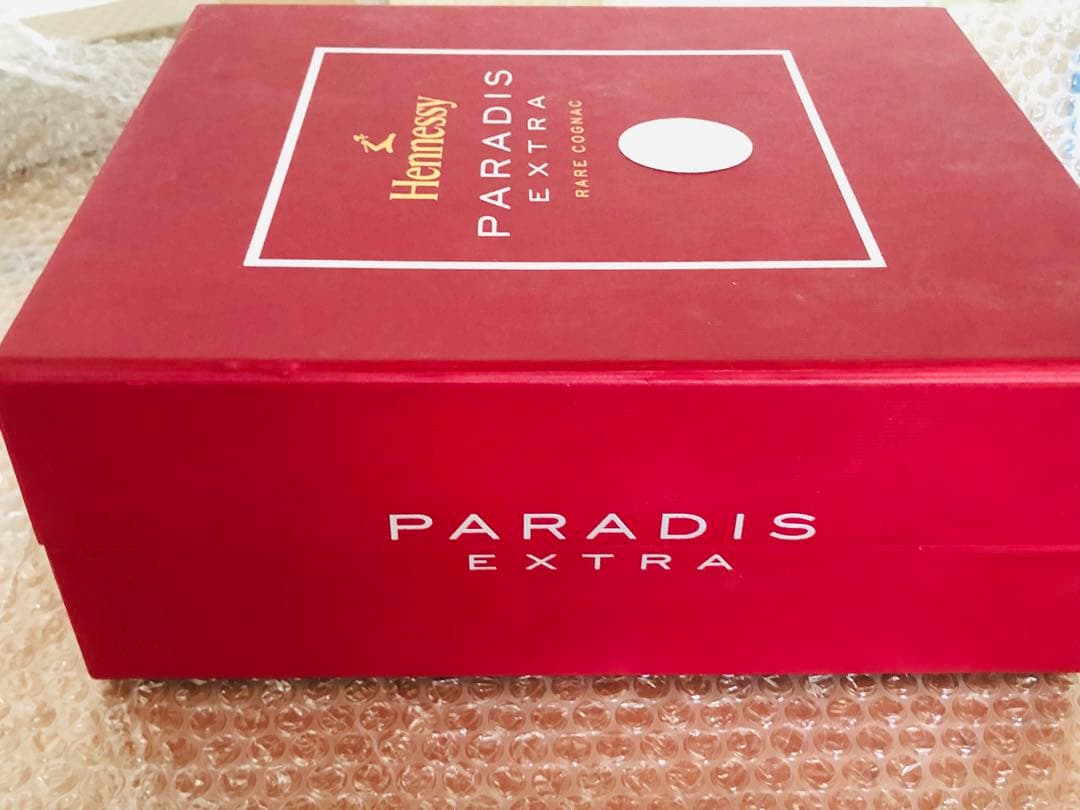 Hennessy
PARADIS
EXTRA
RARE COGNAC
PARADIS
EXTRA